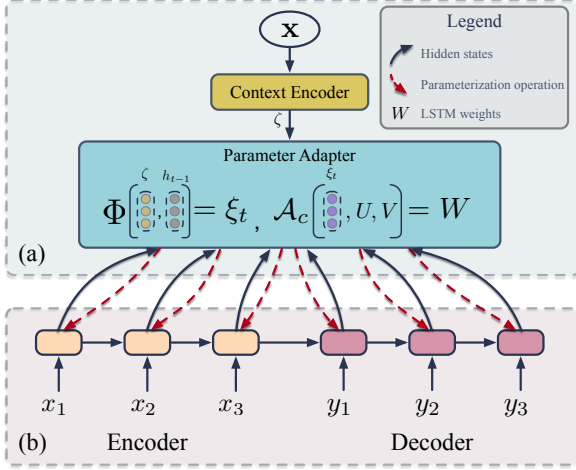 x
Legend
Hidden states
Parameterization operation
W LSTM weights
Context Encoder
ζ
Parameter Adapter
ζ h_{t-1} ξ_t
Φ( , ) = ξ_t , A_c( , U, V) = W
(a)
x_1 x_2 x_3 y_1 y_2 y_3
(b) Encoder Decoder